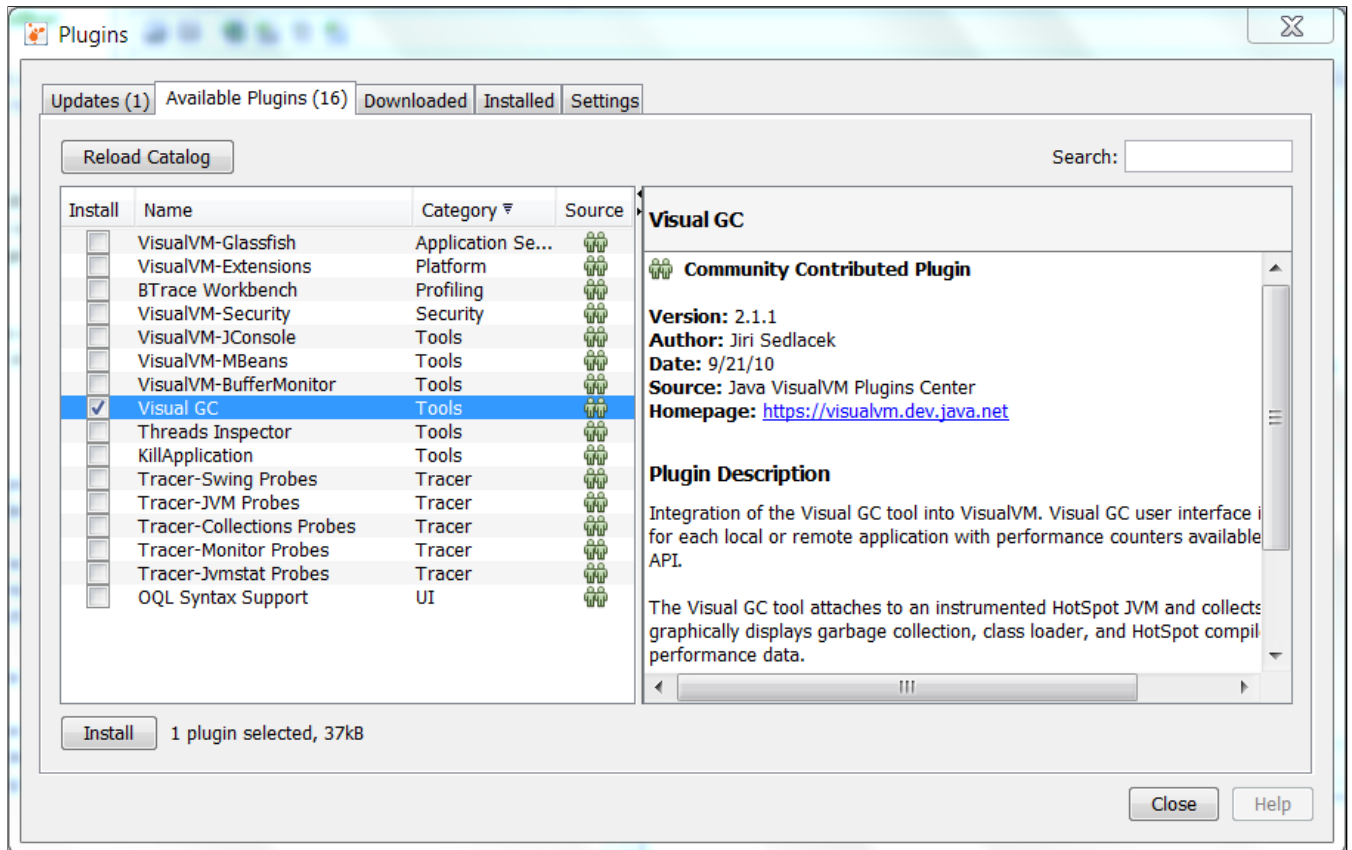 Plugins
Updates (1) Available Plugins (16) Downloaded Installed Settings
Reload Catalog Search:
Install Name Category Source
VisualVM-Glassfish Application Se...
VisualVM-Extensions Platform
BTrace Workbench Profiling
VisualVM-Security Security
VisualVM-JConsole Tools
VisualVM-MBeans Tools
VisualVM-BufferMonitor Tools
Visual GC Tools
Threads Inspector Tools
KillApplication Tools
Tracer-Swing Probes Tracer
Tracer-JVM Probes Tracer
Tracer-Collections Probes Tracer
Tracer-Monitor Probes Tracer
Tracer-Jvmstat Probes Tracer
OQL Syntax Support UI
Visual GC
Community Contributed Plugin
Version: 2.1.1
Author: Jiri Sedlacek
Date: 9/21/10
Source: Java VisualVM Plugins Center
Homepage: https://visualvm.dev.java.net
Plugin Description
Integration of the Visual GC tool into VisualVM. Visual GC user interface i
for each local or remote application with performance counters available
API.
The Visual GC tool attaches to an instrumented HotSpot JVM and collects
graphically displays garbage collection, class loader, and HotSpot compil
performance data.
Install 1 plugin selected, 37kB
Close Help